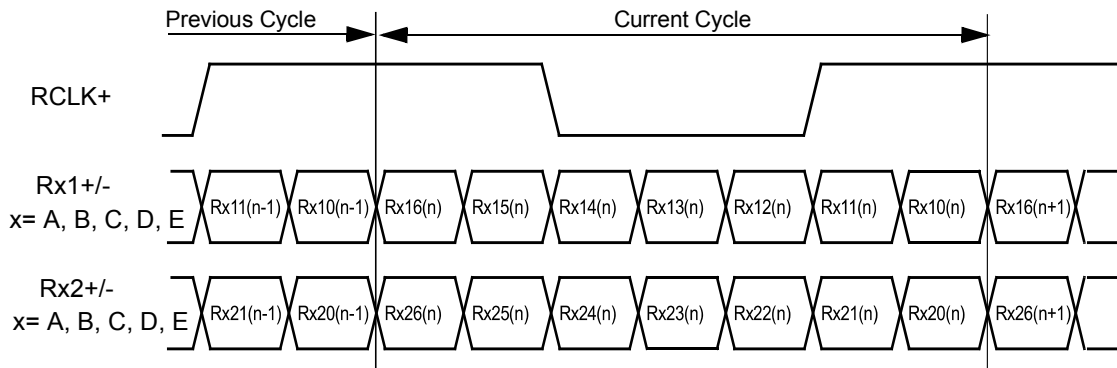 Previous Cycle
Current Cycle
RCLK+
Rx1+/-
x= A, B, C, D, E
Rx11(n-1) Rx10(n-1) Rx16(n) Rx15(n) Rx14(n) Rx13(n) Rx12(n) Rx11(n) Rx10(n) Rx16(n+1)
Rx2+/-
x= A, B, C, D, E
Rx21(n-1) Rx20(n-1) Rx26(n) Rx25(n) Rx24(n) Rx23(n) Rx22(n) Rx21(n) Rx20(n) Rx26(n+1)